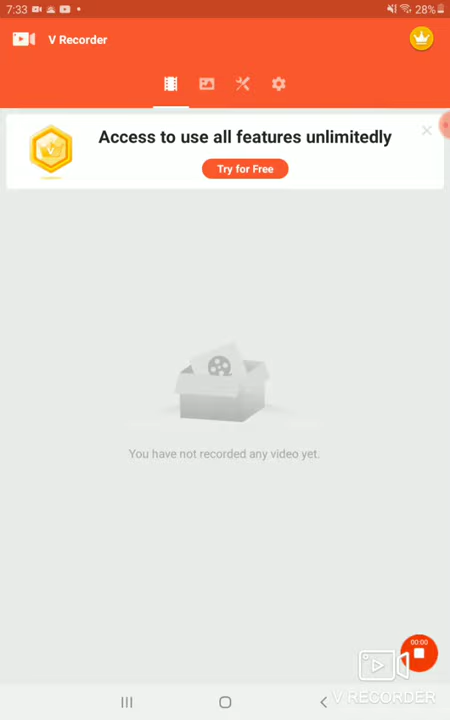 7:33 28%
V Recorder
Access to use all features unlimitedly
Try for Free
You have not recorded any video yet.
00:00
V RECORDER